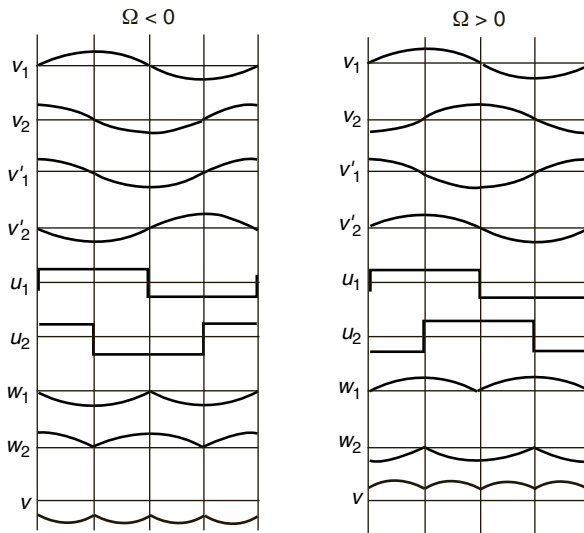 Ω < 0
v₁
v₂
v′₁
v′₂
u₁
u₂
w₁
w₂
v
Ω > 0
v₁
v₂
v′₁
v′₂
u₁
u₂
w₁
w₂
v